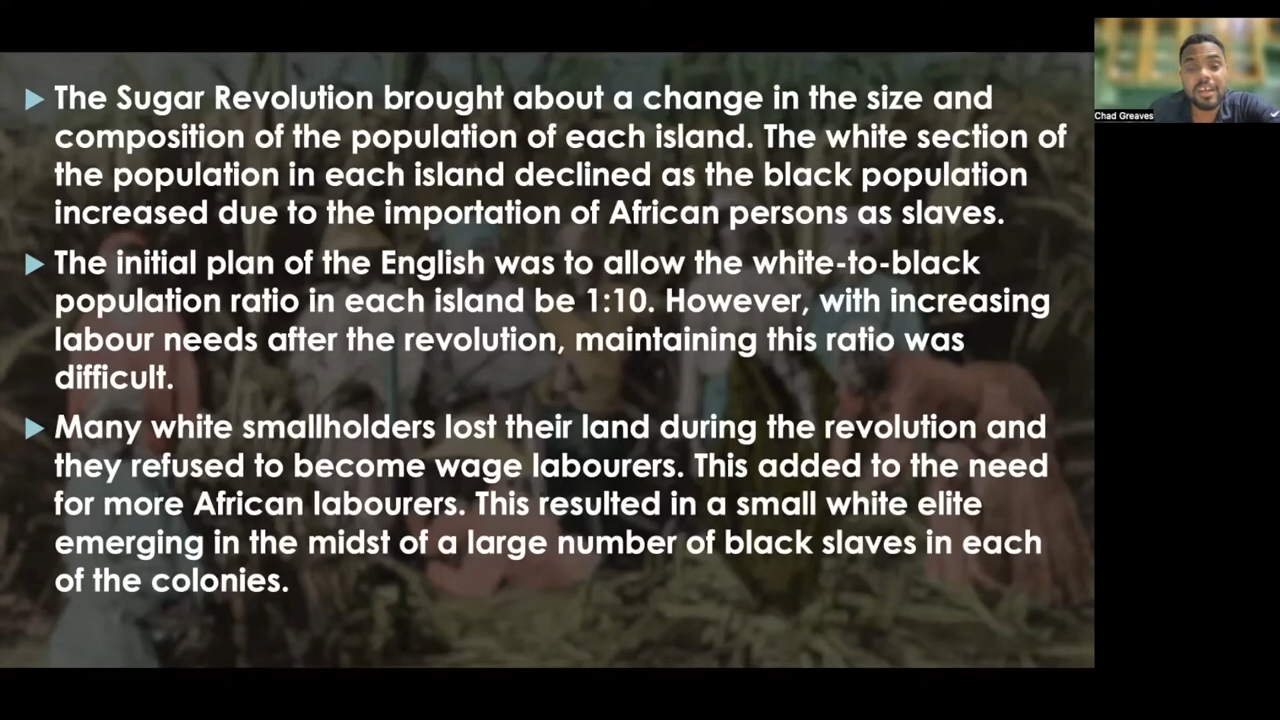 The Sugar Revolution brought about a change in the size and
composition of the population of each island. The white section of
the population in each island declined as the black population
increased due to the importation of African persons as slaves.
The initial plan of the English was to allow the white-to-black
population ratio in each island be 1:10. However, with increasing
labour needs after the revolution, maintaining this ratio was
difficult.
Many white smallholders lost their land during the revolution and
they refused to become wage labourers. This added to the need
for more African labourers. This resulted in a small white elite
emerging in the midst of a large number of black slaves in each
of the colonies.
Chad Greaves